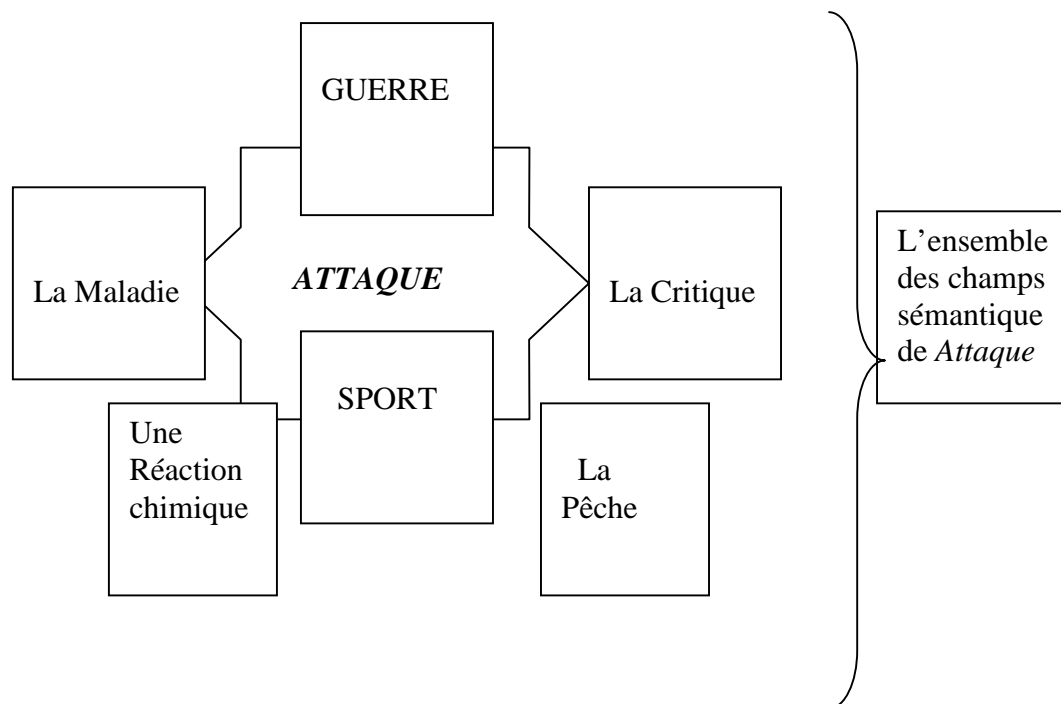 GUERRE
La Maladie
ATTAQUE
La Critique
SPORT
Une
Réaction
chimique
La
Pêche
L’ensemble
des champs
sémantique
de Attaque